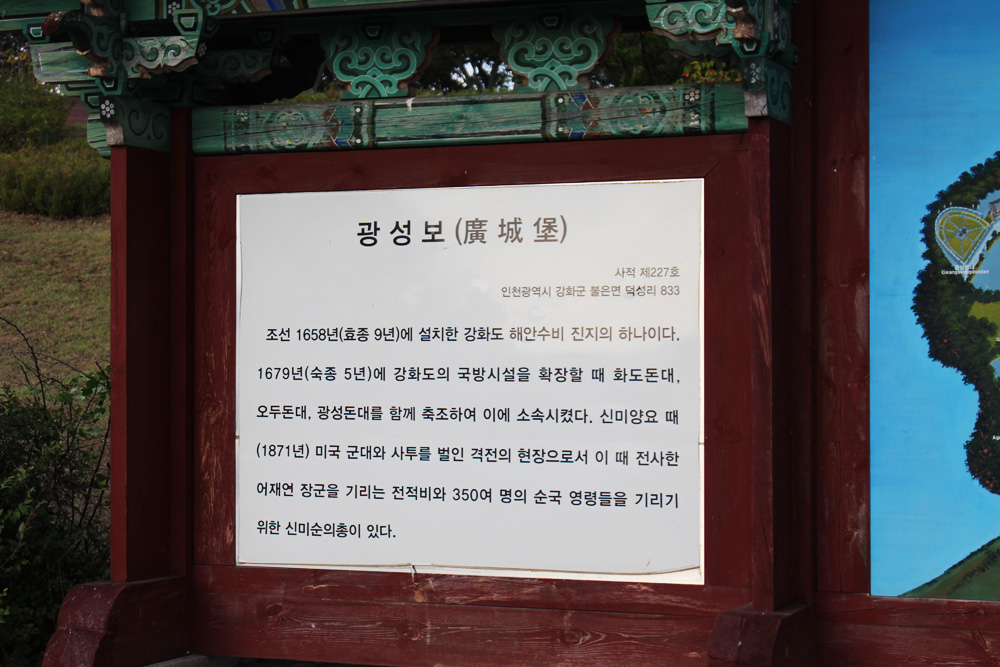 광성보 (廣城堡)
사적 제227호
인천광역시 강화군 불은면 덕성리 833
조선 1658년(효종 9년)에 설치한 강화도 해안수비 진지의 하나이다.
1679년(숙종 5년)에 강화도의 국방시설을 확장할 때 화도돈대,
오두돈대, 광성돈대를 함께 축조하여 이에 소속시켰다. 신미양요 때
(1871년) 미국 군대와 사투를 벌인 격전의 현장으로서 이 때 전사한
어재연 장군을 기리는 전적비와 350여 명의 순국 영령들을 기리기
위한 신미순의총이 있다.